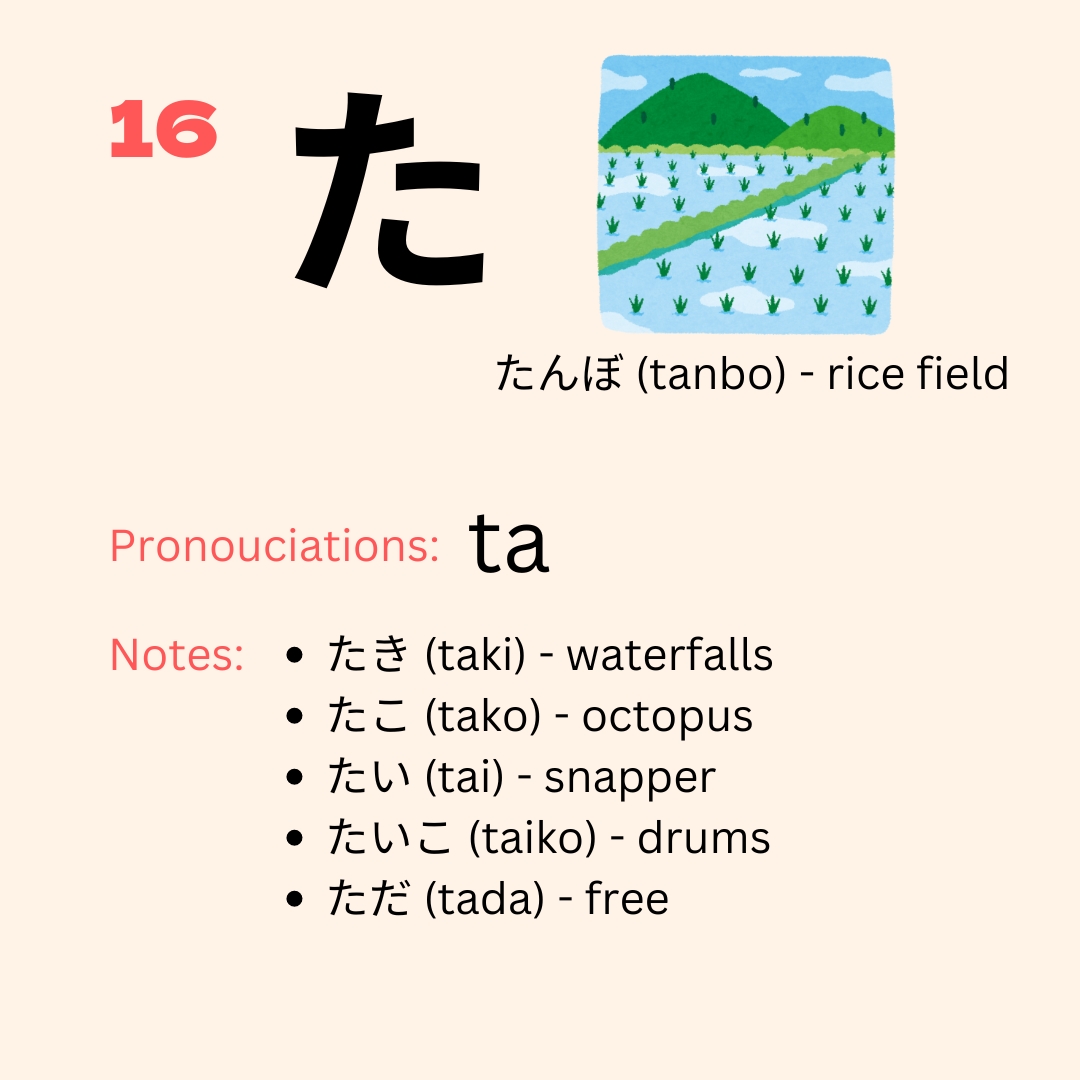 16
た
たんぼ (tanbo) - rice field
Pronouciations: ta
Notes:
• たき (taki) - waterfalls
• たこ (tako) - octopus
• たい (tai) - snapper
• たいこ (taiko) - drums
• ただ (tada) - free